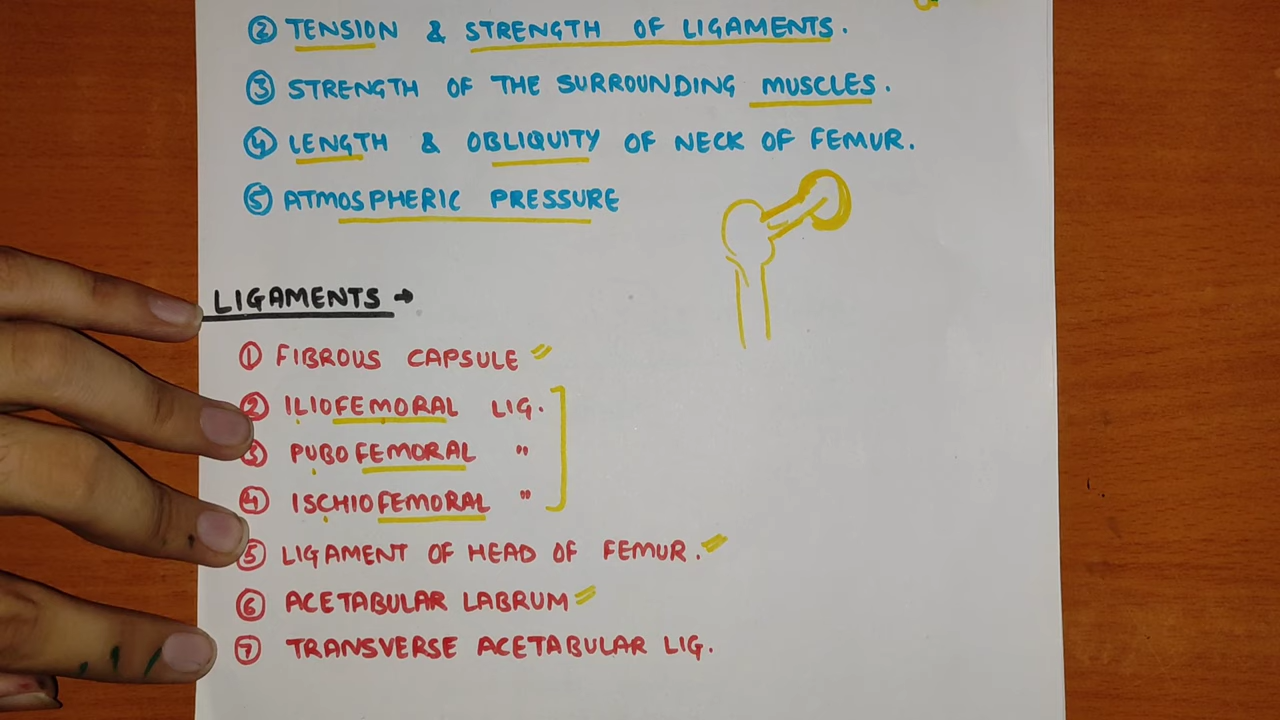 ② TENSION & STRENGTH OF LIGAMENTS.
③ STRENGTH OF THE SURROUNDING MUSCLES.
④ LENGTH & OBLIQUITY OF NECK OF FEMUR.
⑤ ATMOSPHERIC PRESSURE
LIGAMENTS →
① FIBROUS CAPSULE
② ILIOFEMORAL LIG.
③ PUBOFEMORAL "
④ ISCHIOFEMORAL "
⑤ LIGAMENT OF HEAD OF FEMUR.
⑥ ACETABULAR LABRUM
⑦ TRANSVERSE ACETABULAR LIG.